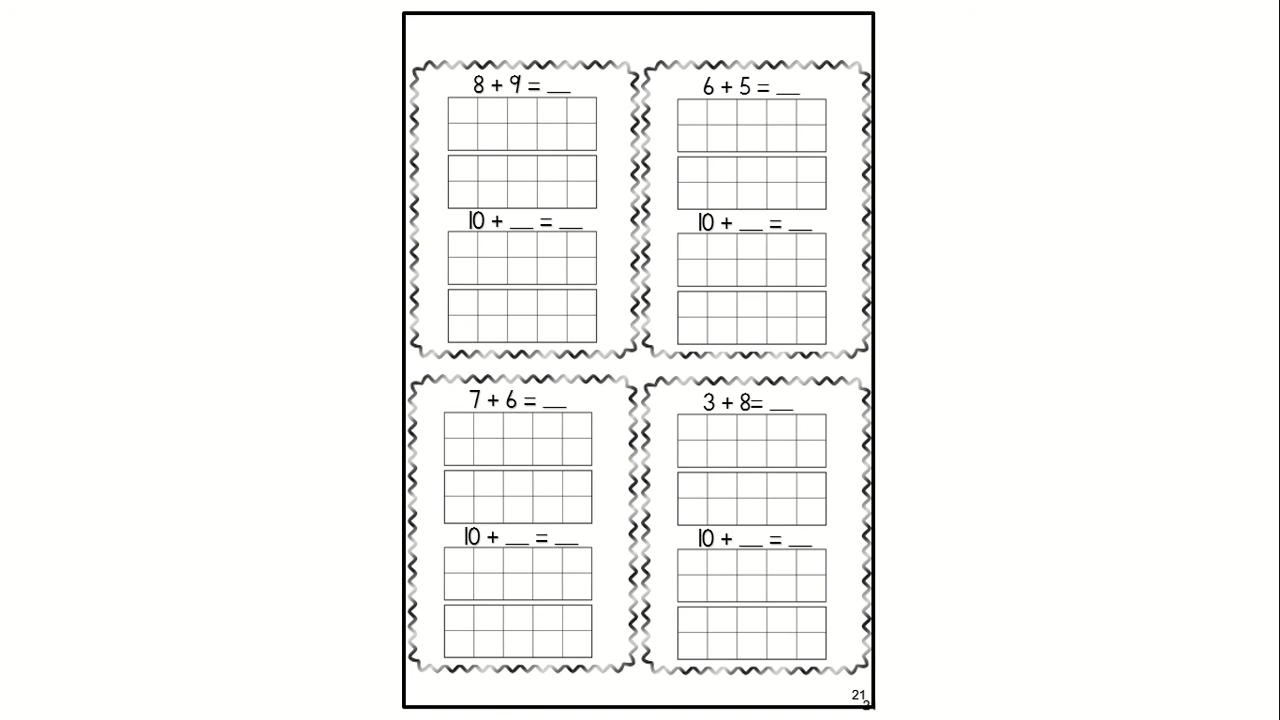 8 + 9 = __
10 + __ = __
6 + 5 = __
10 + __ = __
7 + 6 = __
10 + __ = __
3 + 8= __
10 + __ = __
21